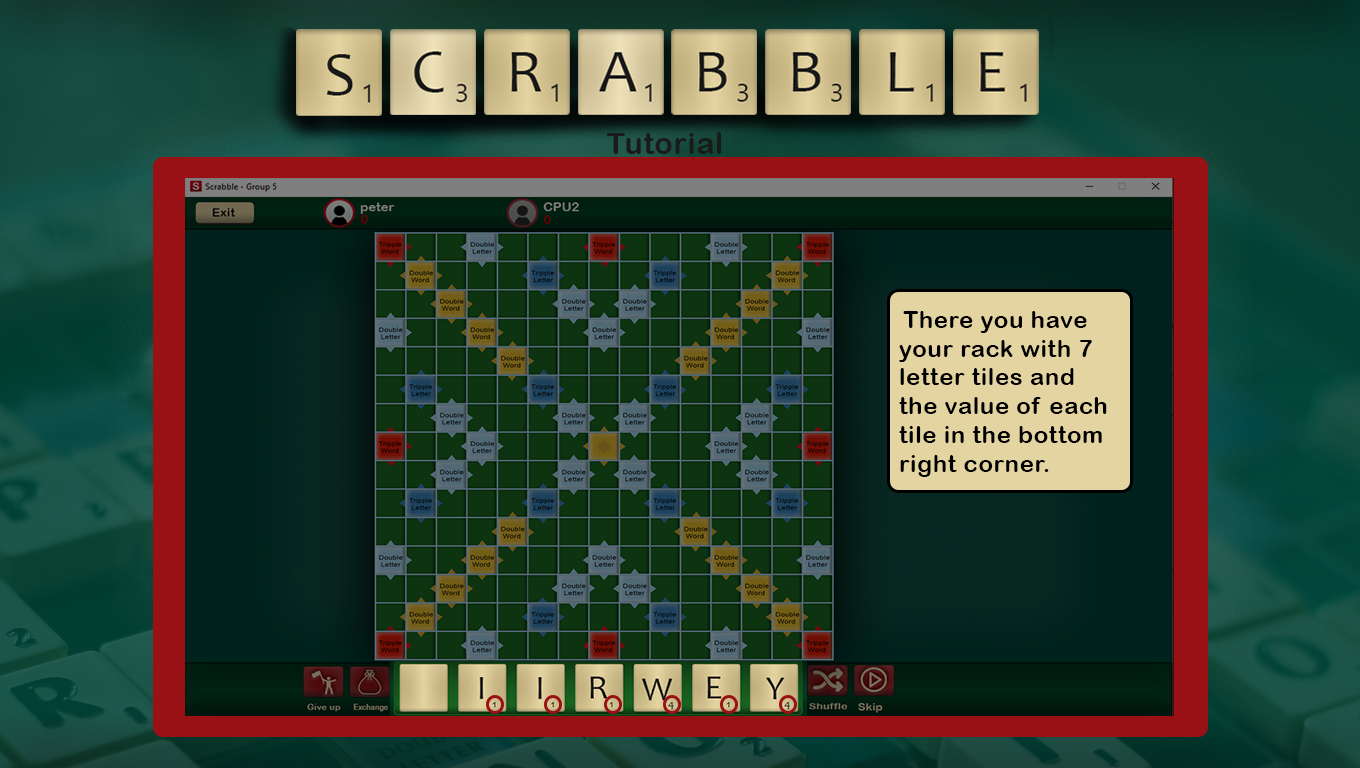 S1 C3 R1 A1 B3 B3 L1 E1
Tutorial
S Scrabble - Group 5
Exit peter 0 CPU2 0
Tripple Word Double Letter Tripple Word Double Letter Tripple Word
Double Word Tripple Letter Tripple Letter Double Word
Double Word Double Letter Double Letter Double Word
Double Letter Double Word Double Letter Double Word Double Letter
Double Word Double Word
Tripple Letter Tripple Letter Tripple Letter Tripple Letter
Double Letter Double Letter Double Letter Double Letter
Tripple Word Double Letter Double Letter Tripple Word
Double Letter Double Letter Double Letter Double Letter
Tripple Letter Tripple Letter Tripple Letter Tripple Letter
Double Word Double Word
Double Letter Double Word Double Letter Double Word Double Letter
Double Word Double Letter Double Letter Double Word
Double Word Tripple Letter Tripple Letter Double Word
Tripple Word Double Letter Tripple Word Double Letter Tripple Word
There you have
your rack with 7
letter tiles and
the value of each
tile in the bottom
right corner.
I1 I1 R1 W4 E1 Y4
Give up Exchange Shuffle Skip